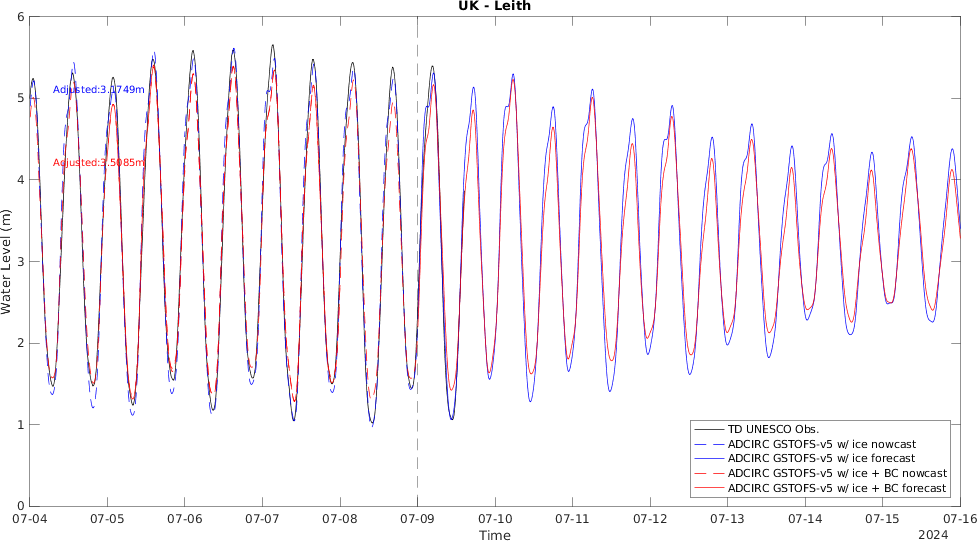 UK - Leith
6
5
4
3
2
1
0
Water Level (m)
Adjusted:3.1749m
Adjusted:3.5085m
TD UNESCO Obs.
ADCIRC GSTOFS-v5 w/ ice nowcast
ADCIRC GSTOFS-v5 w/ ice forecast
ADCIRC GSTOFS-v5 w/ ice + BC nowcast
ADCIRC GSTOFS-v5 w/ ice + BC forecast
07-04 07-05 07-06 07-07 07-08 07-09 07-10 07-11 07-12 07-13 07-14 07-15 07-16
Time
2024